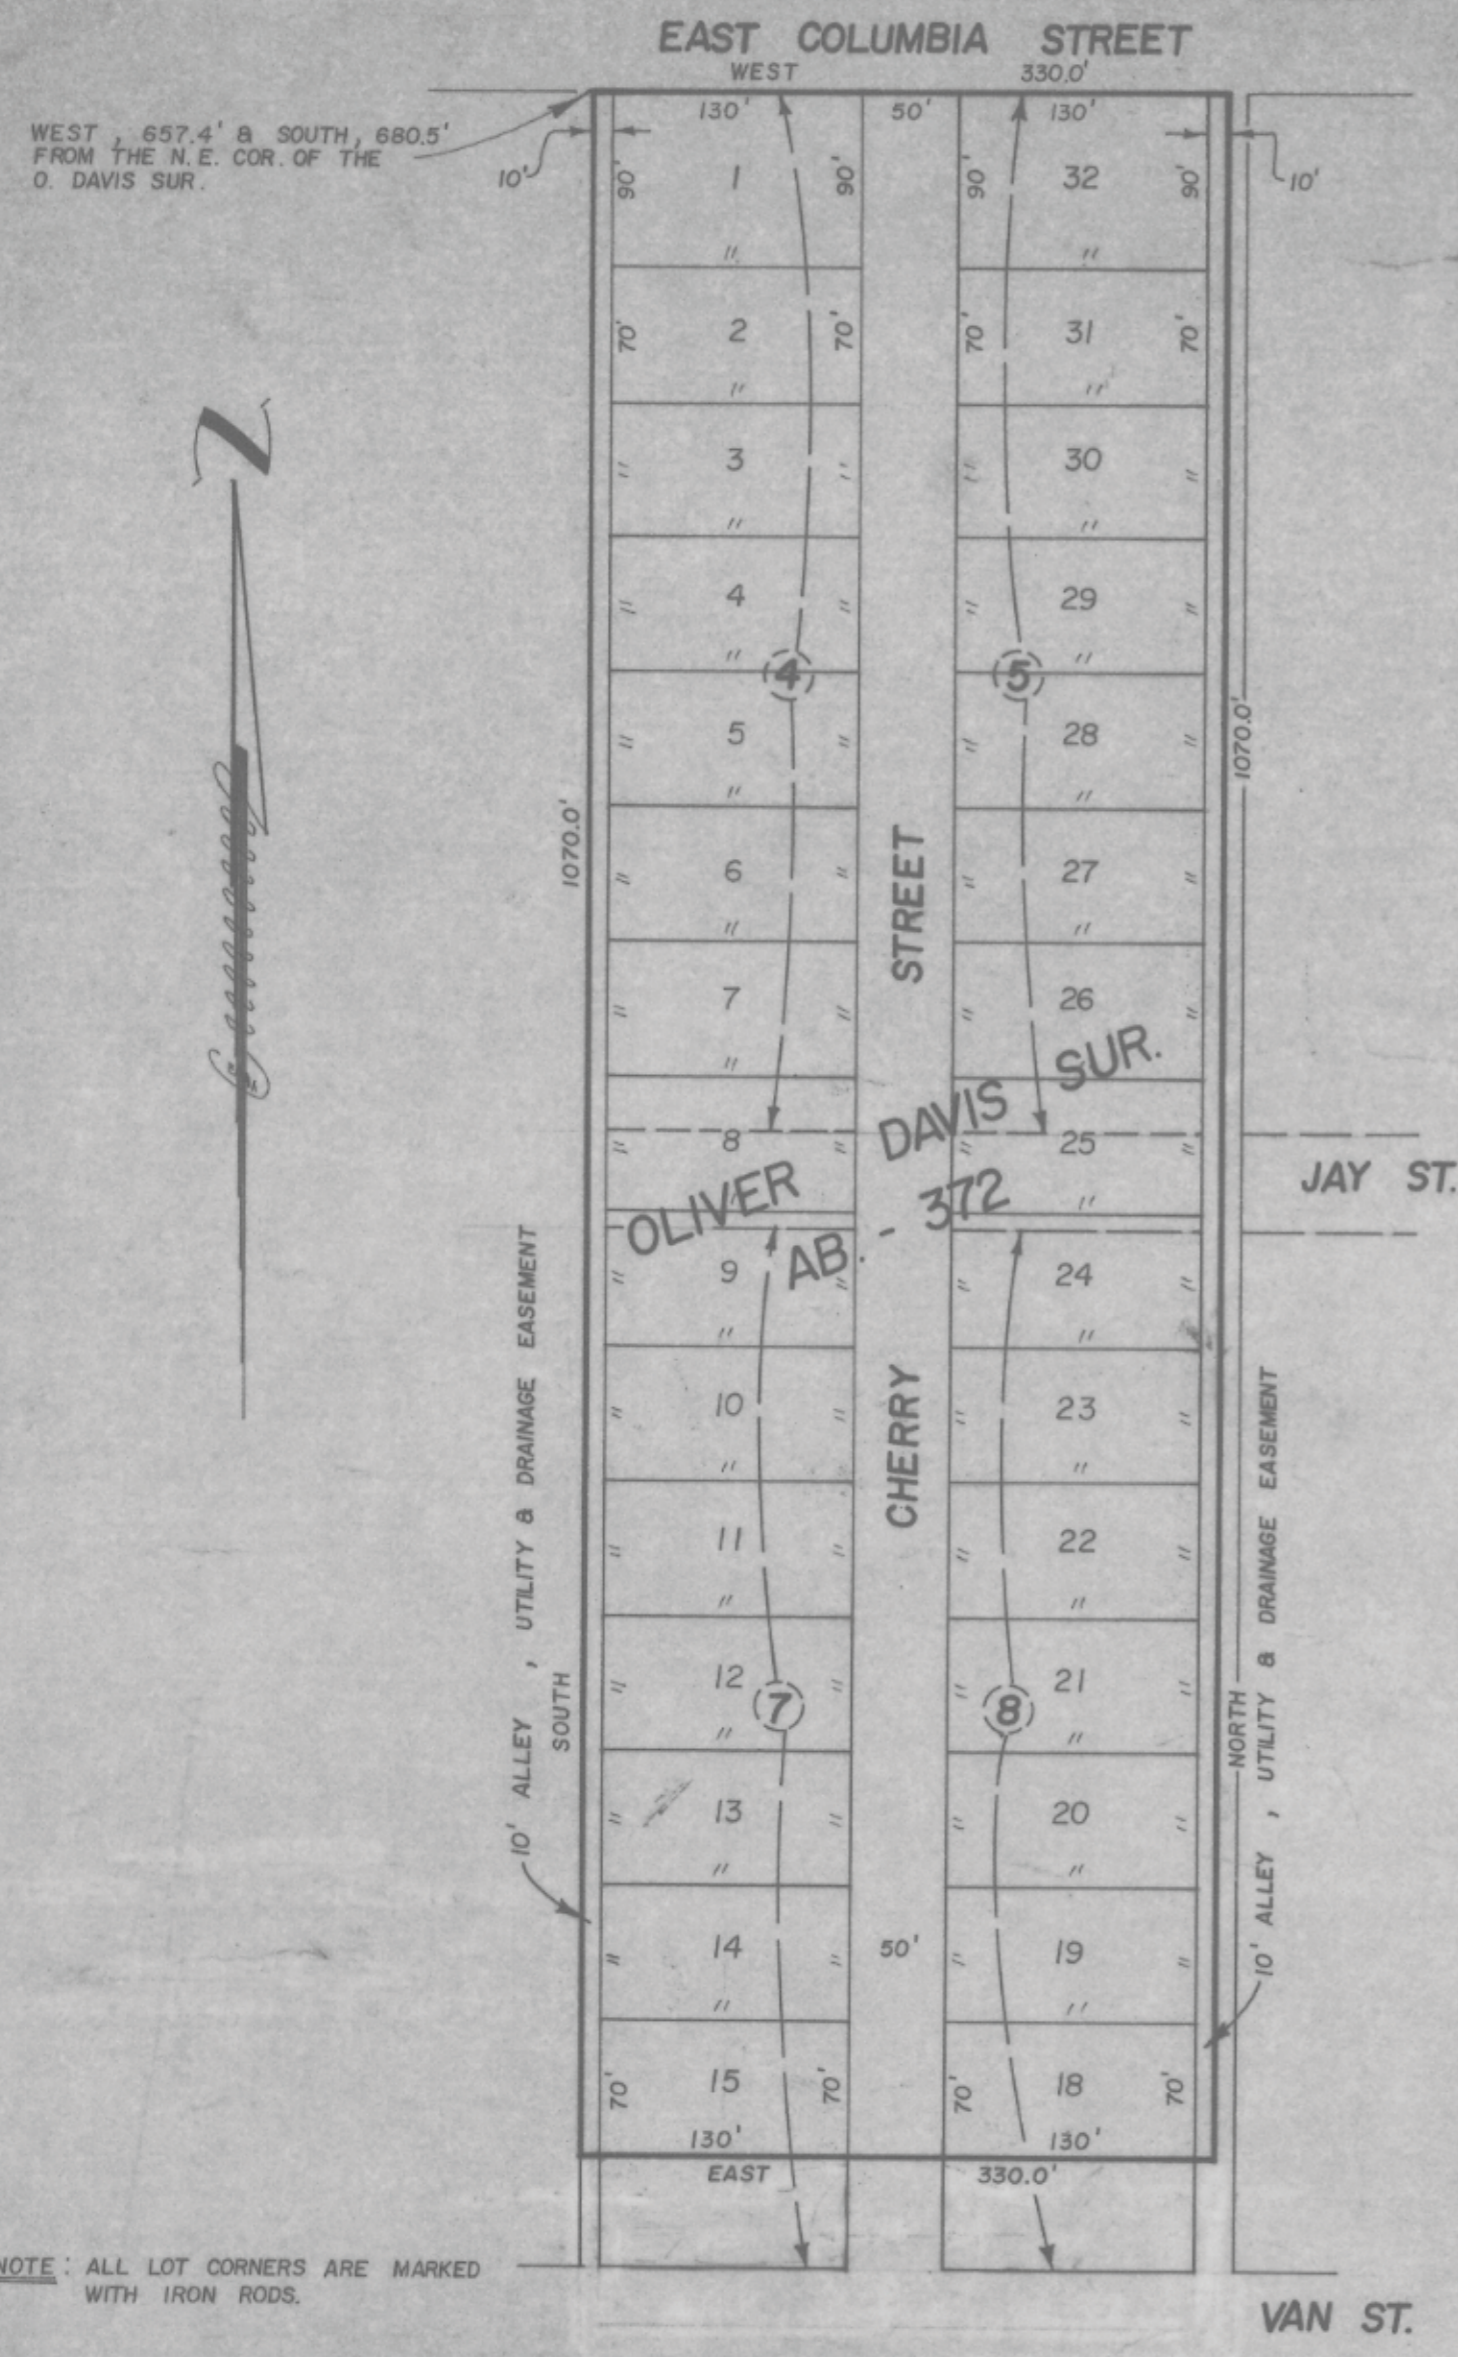 EAST COLUMBIA STREET
WEST 330.0'
WEST, 657.4' & SOUTH, 680.5'
FROM THE N.E. COR. OF THE
O. DAVIS SUR.
130' 50' 130'
10' 10'
90' 1 90' 90' 32 90'
" "
70' 2 70' 70' 31 70'
" "
" 3 " " 30 "
" "
" 4 " " 29 "
" "
4 5
" 5 " " 28 "
" "
1070.0' 1070.0'
" 6 " " 27 "
" "
STREET
" 7 " " 26 "
"
OLIVER DAVIS SUR.
AB. - 372
" 8 " " 25 "
"
JAY ST.
" 9 " " 24 "
" "
" 10 " " 23 "
" "
CHERRY
" 11 " " 22 "
" "
" 12 " " 21 "
" "
7 8
SOUTH NORTH
10' ALLEY, UTILITY & DRAINAGE EASEMENT
10' ALLEY, UTILITY & DRAINAGE EASEMENT
" 13 " " 20 "
" "
" 14 " 50' " 19 "
" "
70' 15 70' 70' 18 70'
130' 130'
EAST 330.0'
NOTE: ALL LOT CORNERS ARE MARKED
WITH IRON RODS.
VAN ST.